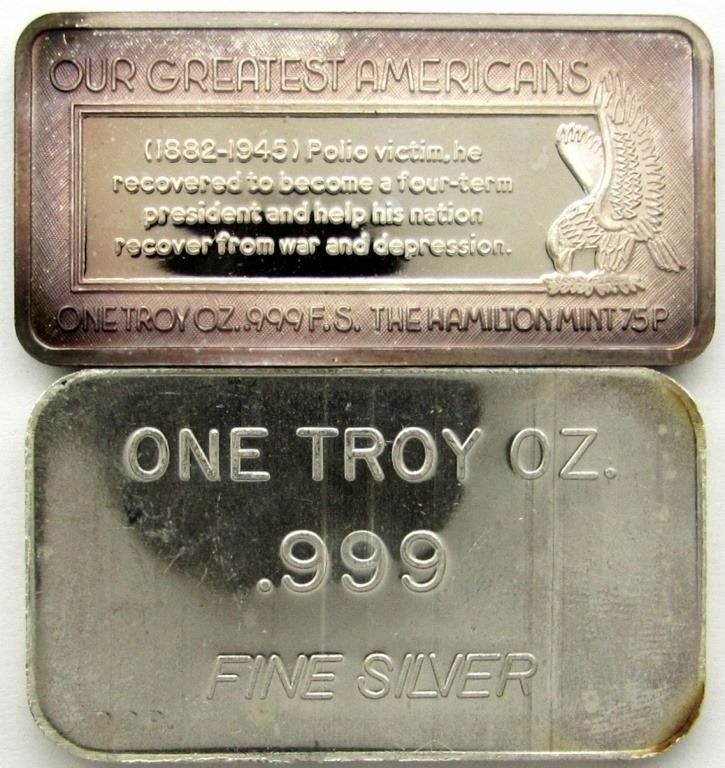 OUR GREATEST AMERICANS
(1882-1945) Polio victim, he
recovered to become a four-term
president and help his nation
recover from war and depression.
ONE TROY OZ. .999 F.S. THE HAMILTON MINT 75P
ONE TROY OZ.
.999
FINE SILVER